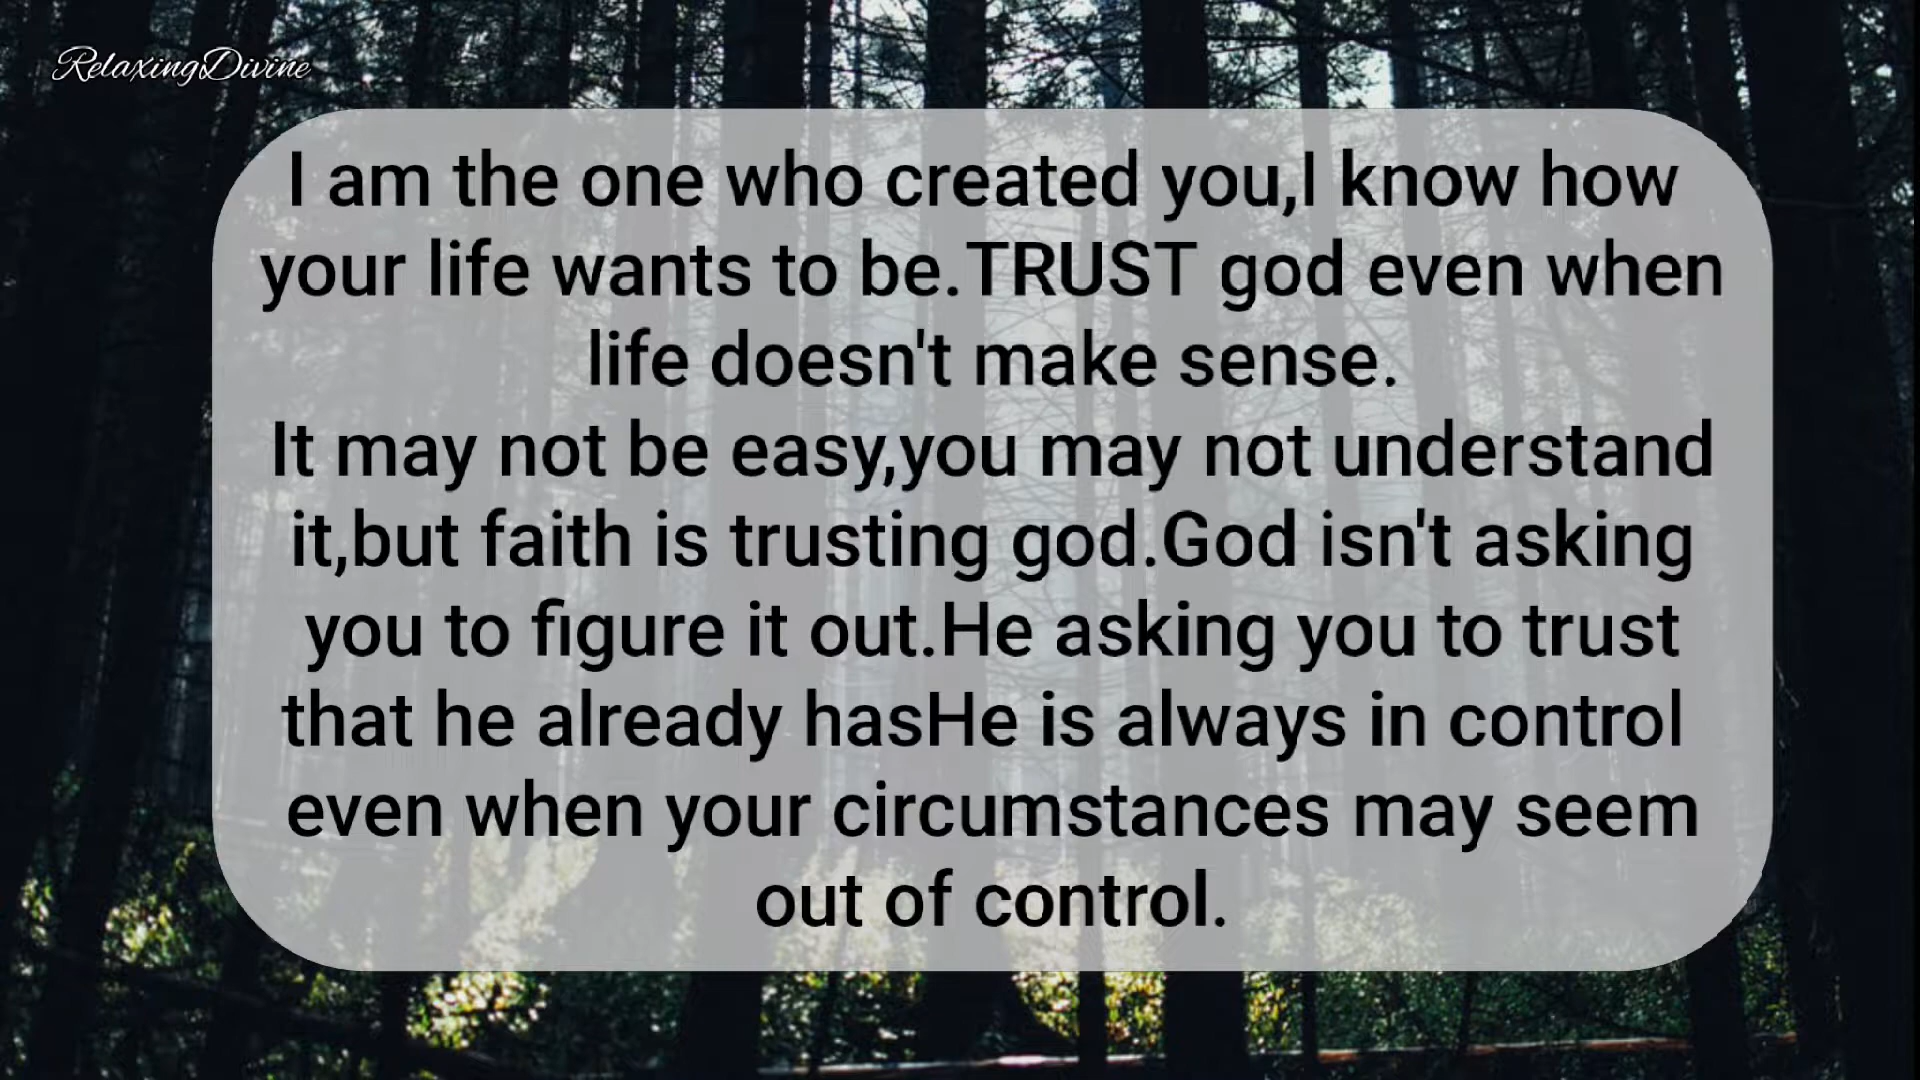 RelaxingDivine
I am the one who created you,I know how
your life wants to be.TRUST god even when
life doesn't make sense.
It may not be easy,you may not understand
it,but faith is trusting god.God isn't asking
you to figure it out.He asking you to trust
that he already hasHe is always in control
even when your circumstances may seem
out of control.